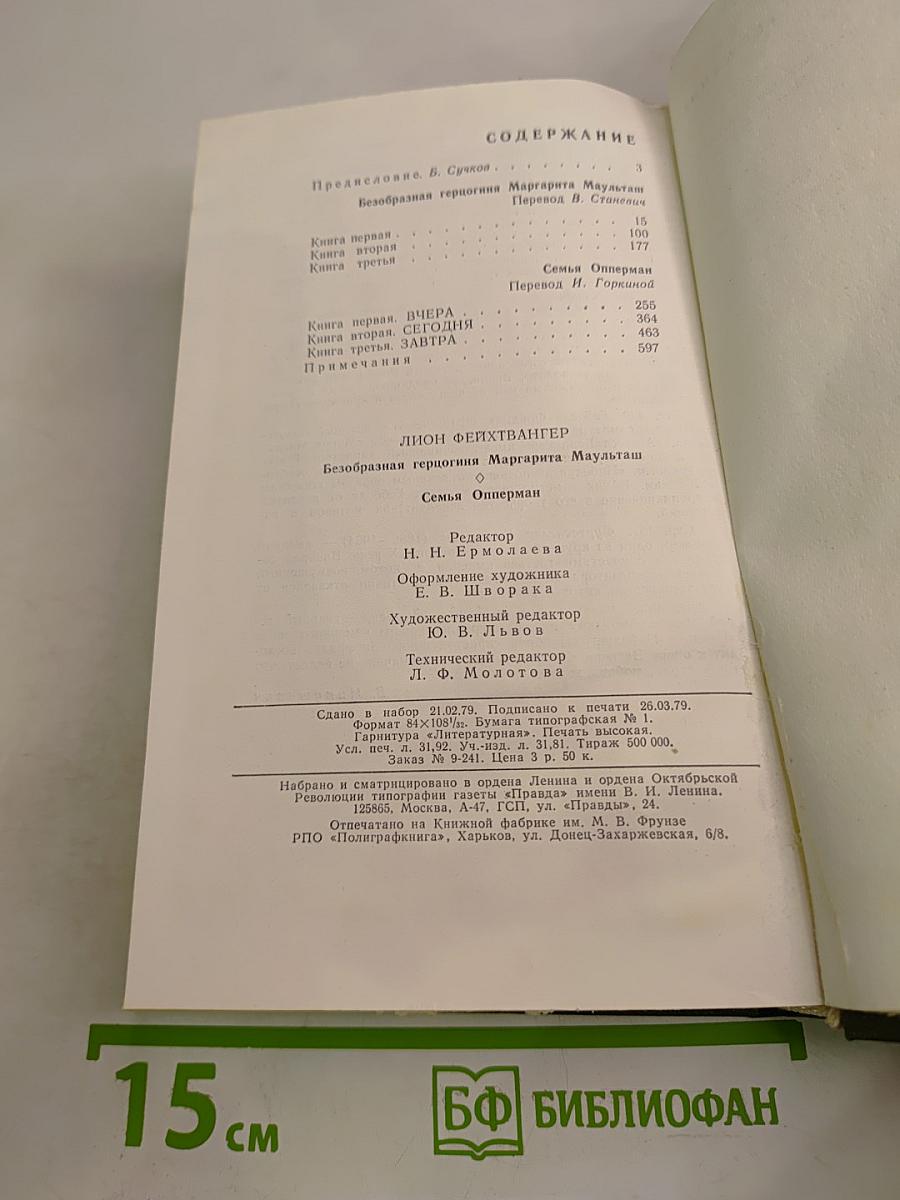 СОДЕРЖАНИЕ
Предисловие. Б. Сучков . . . . . . . . 3
Безобразная герцогиня Маргарита Маульташ
Перевод В. Станевич
Книга первая . . . . . . . . . . . . . 15
Книга вторая . . . . . . . . . . . . . 100
Книга третья . . . . . . . . . . . . . 177
Семья Опперман
Перевод И. Горкиной
Книга первая. ВЧЕРА . . . . . . . . . 255
Книга вторая. СЕГОДНЯ . . . . . . . . 364
Книга третья. ЗАВТРА . . . . . . . . . 463
Примечания . . . . . . . . . . . . 597
ЛИОН ФЕЙХТВАНГЕР
Безобразная герцогиня Маргарита Маульташ
◊
Семья Опперман
Редактор
Н. Н. Ермолаева
Оформление художника
Е. В. Шворака
Художественный редактор
Ю. В. Львов
Технический редактор
Л. Ф. Молотова
Сдано в набор 21.02.79. Подписано к печати 26.03.79.
Формат 84×108¹/₃₂. Бумага типографская № 1.
Гарнитура «Литературная». Печать высокая.
Усл. печ. л. 31,92. Уч.-изд. л. 31,81. Тираж 500 000.
Заказ № 9-241. Цена 3 р. 50 к.
Набрано и сматрицировано в ордена Ленина и ордена Октябрьской
Революции типографии газеты «Правда» имени В. И. Ленина.
125865, Москва, А-47, ГСП, ул. «Правды», 24.
Отпечатано на Книжной фабрике им. М. В. Фрунзе
РПО «Полиграфкнига», Харьков, ул. Донец-Захаржевская, 6/8.
15 см
БФ БИБЛИОФАН